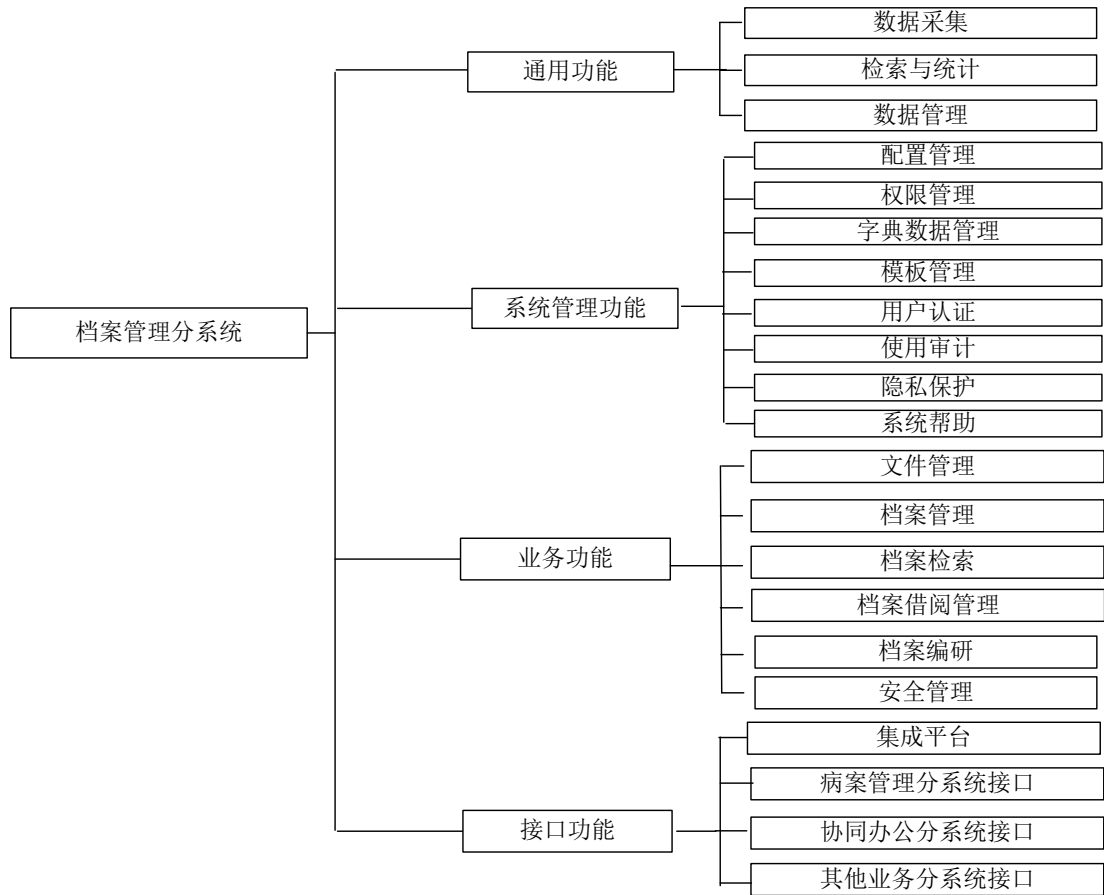 档案管理分系统
通用功能
数据采集
检索与统计
数据管理
系统管理功能
配置管理
权限管理
字典数据管理
模板管理
用户认证
使用审计
隐私保护
系统帮助
业务功能
文件管理
档案管理
档案检索
档案借阅管理
档案编研
安全管理
接口功能
集成平台
病案管理分系统接口
协同办公分系统接口
其他业务分系统接口